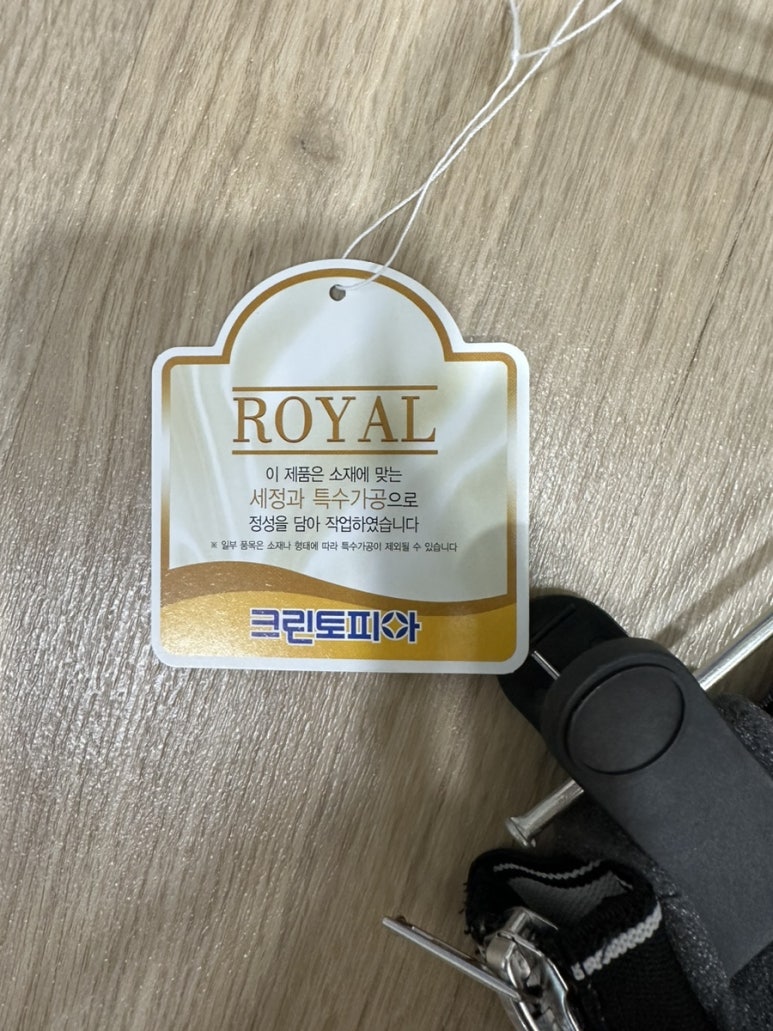 ROYAL
이 제품은 소재에 맞는
세정과 특수가공으로
정성을 담아 작업하였습니다
※ 일부 품목은 소재나 형태에 따라 특수가공이 제외될 수 있습니다
크린토피아